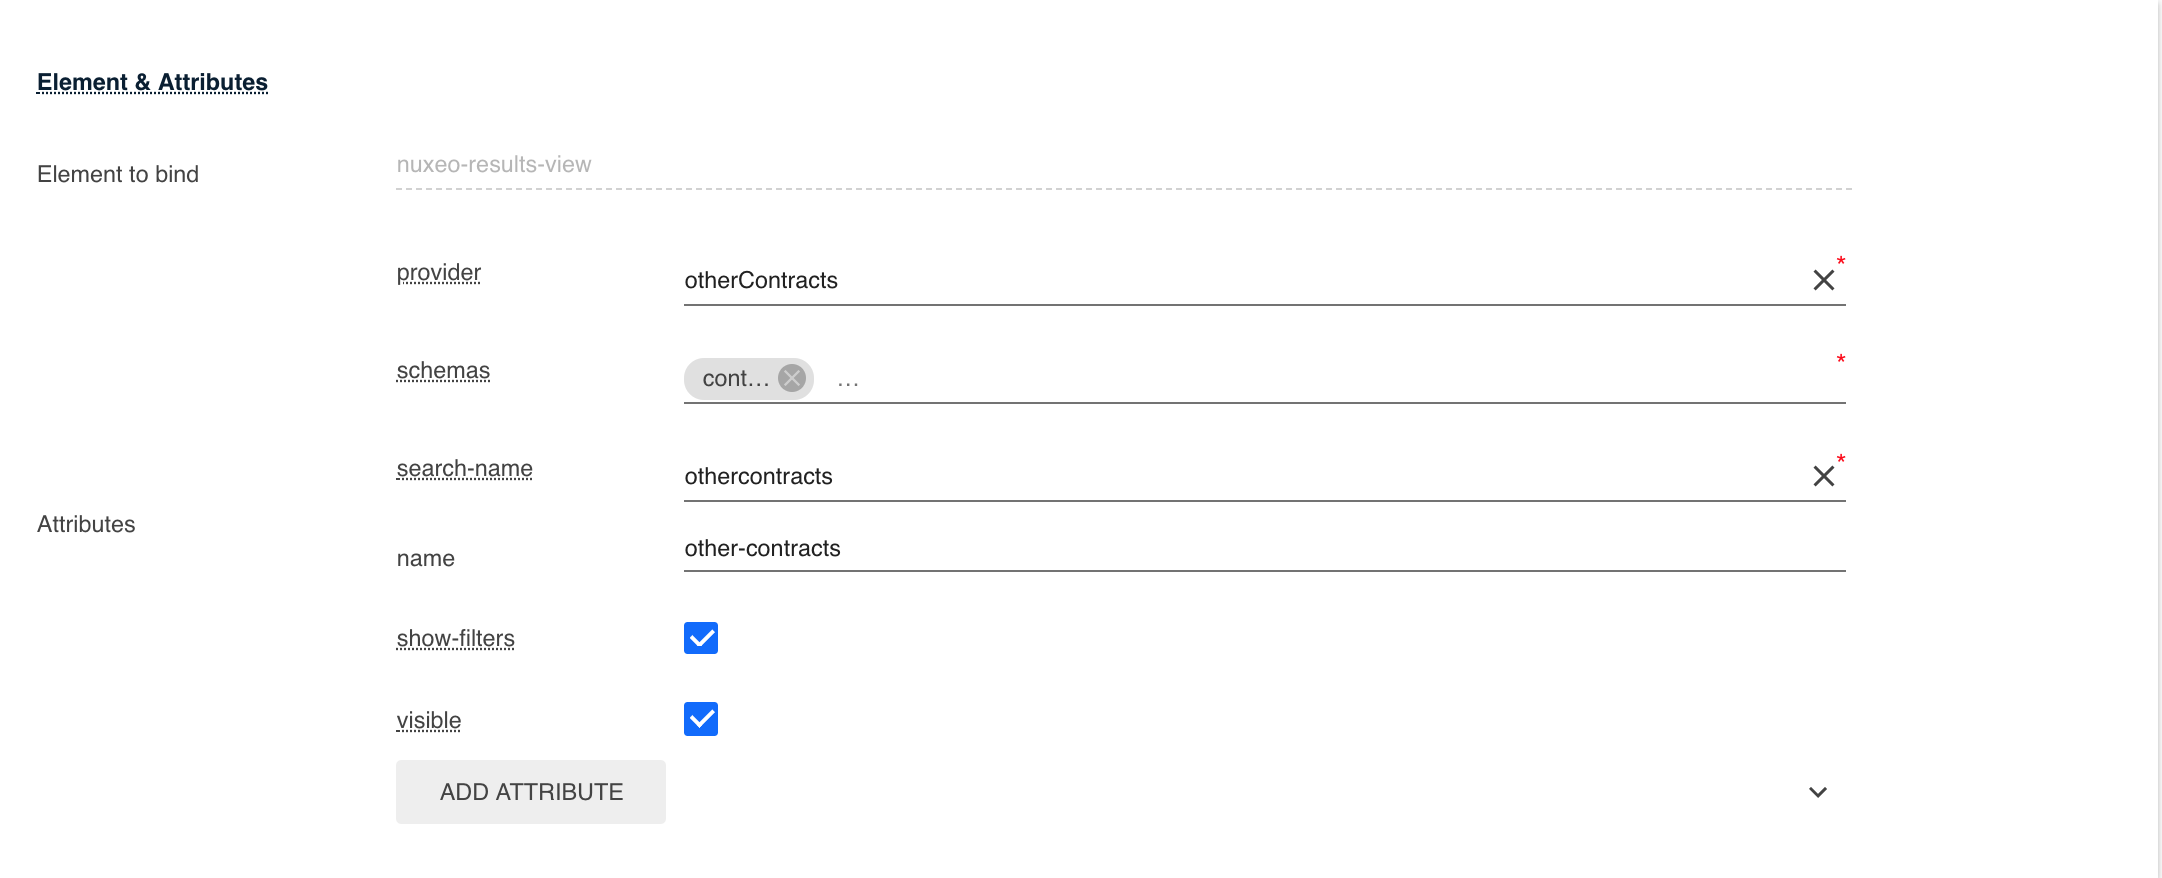 Element & Attributes
Element to bind
nuxeo-results-view
provider
otherContracts
*
schemas
cont...
...
*
search-name
othercontracts
*
Attributes
name
other-contracts
show-filters
visible
ADD ATTRIBUTE